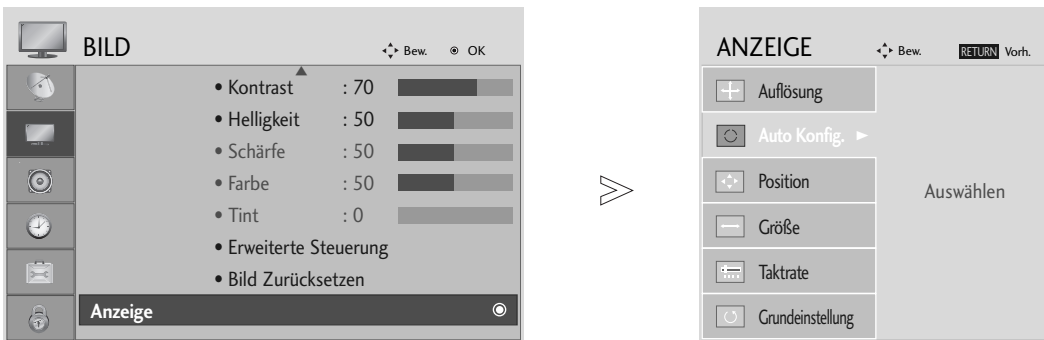 BILD
Bew. OK
• Kontrast : 70
• Helligkeit : 50
• Schärfe : 50
• Farbe : 50
• Tint : 0
• Erweiterte Steuerung
• Bild Zurücksetzen
Anzeige
ANZEIGE
Bew. RETURN Vorh.
Auflösung
Auto Konfig. ►
Position
Größe
Taktrate
Grundeinstellung
Auswählen